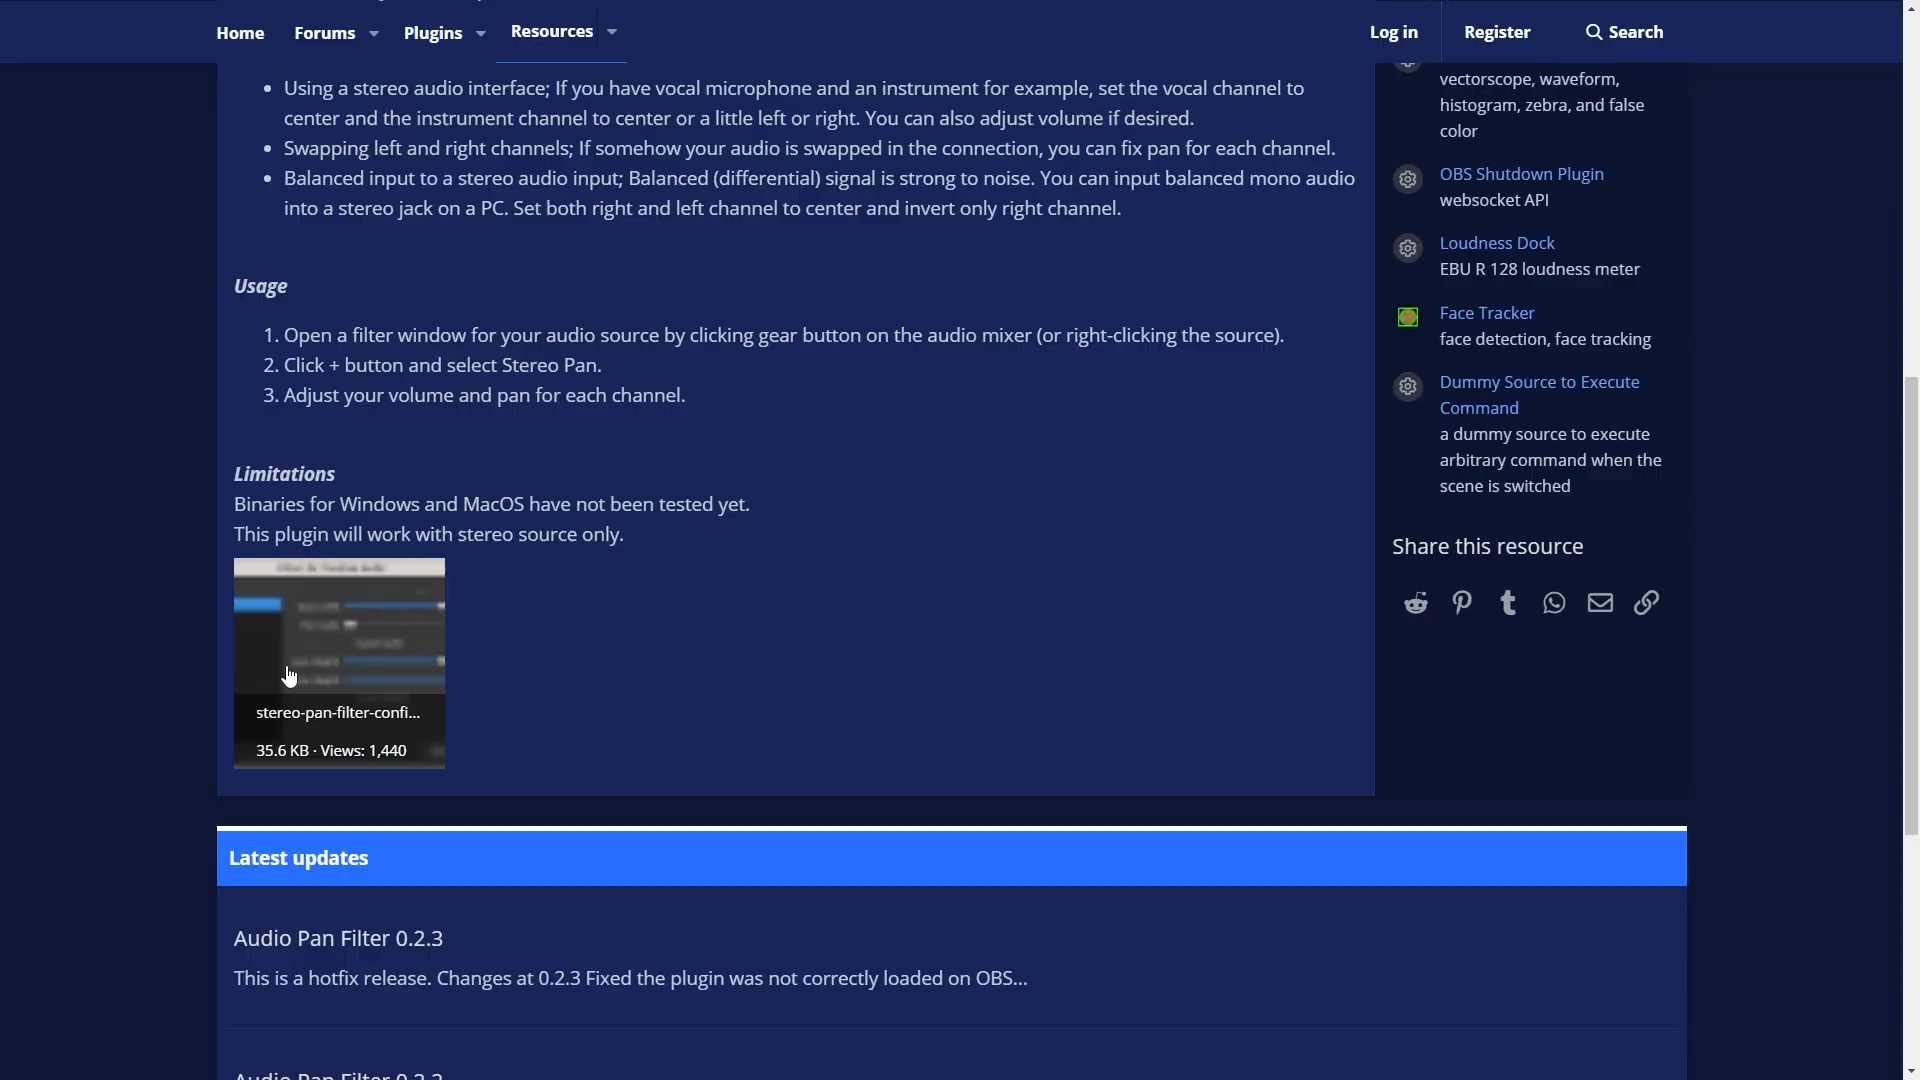 Home Forums Plugins Resources Log in Register Search
Using a stereo audio interface; If you have vocal microphone and an instrument for example, set the vocal channel to
center and the instrument channel to center or a little left or right. You can also adjust volume if desired.
Swapping left and right channels; If somehow your audio is swapped in the connection, you can fix pan for each channel.
Balanced input to a stereo audio input; Balanced (differential) signal is strong to noise. You can input balanced mono audio
into a stereo jack on a PC. Set both right and left channel to center and invert only right channel.
Usage
1. Open a filter window for your audio source by clicking gear button on the audio mixer (or right-clicking the source).
2. Click + button and select Stereo Pan.
3. Adjust your volume and pan for each channel.
Limitations
Binaries for Windows and MacOS have not been tested yet.
This plugin will work with stereo source only.
stereo-pan-filter-confi...
35.6 KB · Views: 1,440
vectorscope, waveform,
histogram, zebra, and false
color
OBS Shutdown Plugin
websocket API
Loudness Dock
EBU R 128 loudness meter
Face Tracker
face detection, face tracking
Dummy Source to Execute
Command
a dummy source to execute
arbitrary command when the
scene is switched
Share this resource
Latest updates
Audio Pan Filter 0.2.3
This is a hotfix release. Changes at 0.2.3 Fixed the plugin was not correctly loaded on OBS...